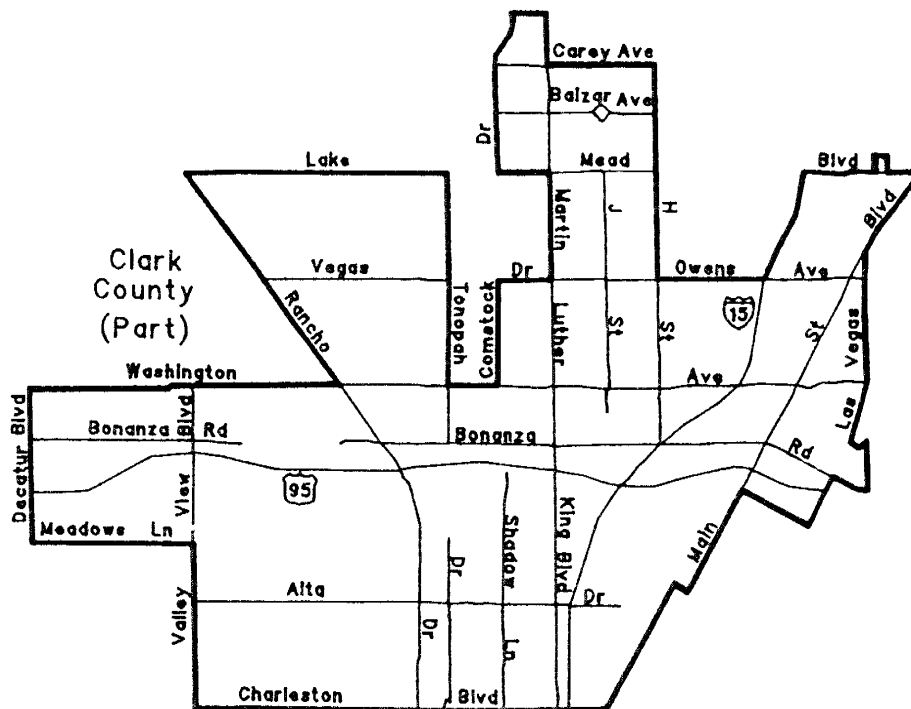 Carey Ave
Balzar Ave
Dr
Lake
Mead
Blvd
Blvd
Martin
J
H
Clark
County
(Part)
Vegas
Dr
Owens
Ave
Rancho
Tonopah
Comstock
Luther
St
St
15
St
Vegas
Washington
Ave
Las
Decatur Blvd
Bonanza Rd
View Blvd
Bonanza
Rd
95
Meadows Ln
Shadow
King Blvd
Main
Valley
Alta
Dr
Dr
Dr
Ln
Charleston
Blvd